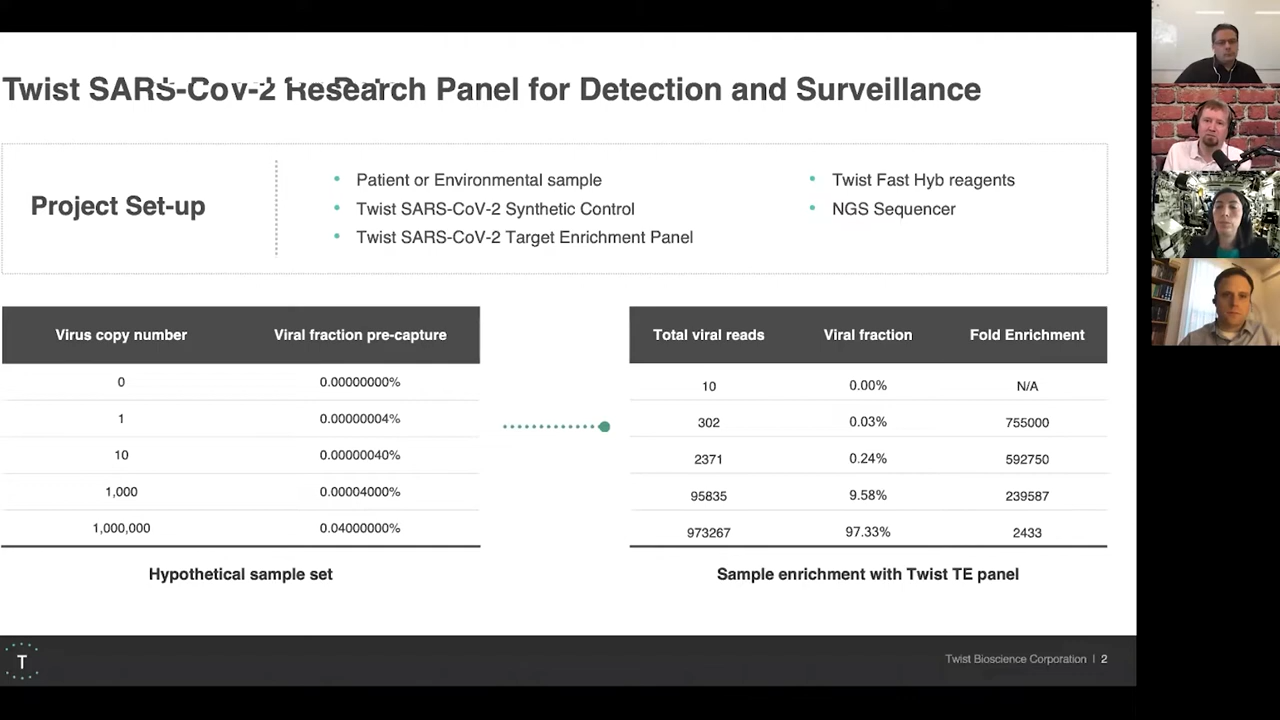 Twist SARS-Cov-2 Research Panel for Detection and Surveillance
Project Set-up
Patient or Environmental sample
Twist SARS-CoV-2 Synthetic Control
Twist SARS-CoV-2 Target Enrichment Panel
Twist Fast Hyb reagents
NGS Sequencer
Virus copy number Viral fraction pre-capture
0 0.00000000%
1 0.00000004%
10 0.00000040%
1,000 0.00004000%
1,000,000 0.04000000%
Hypothetical sample set
Total viral reads Viral fraction Fold Enrichment
10 0.00% N/A
302 0.03% 755000
2371 0.24% 592750
95835 9.58% 239587
973267 97.33% 2433
Sample enrichment with Twist TE panel
T
Twist Bioscience Corporation | 2